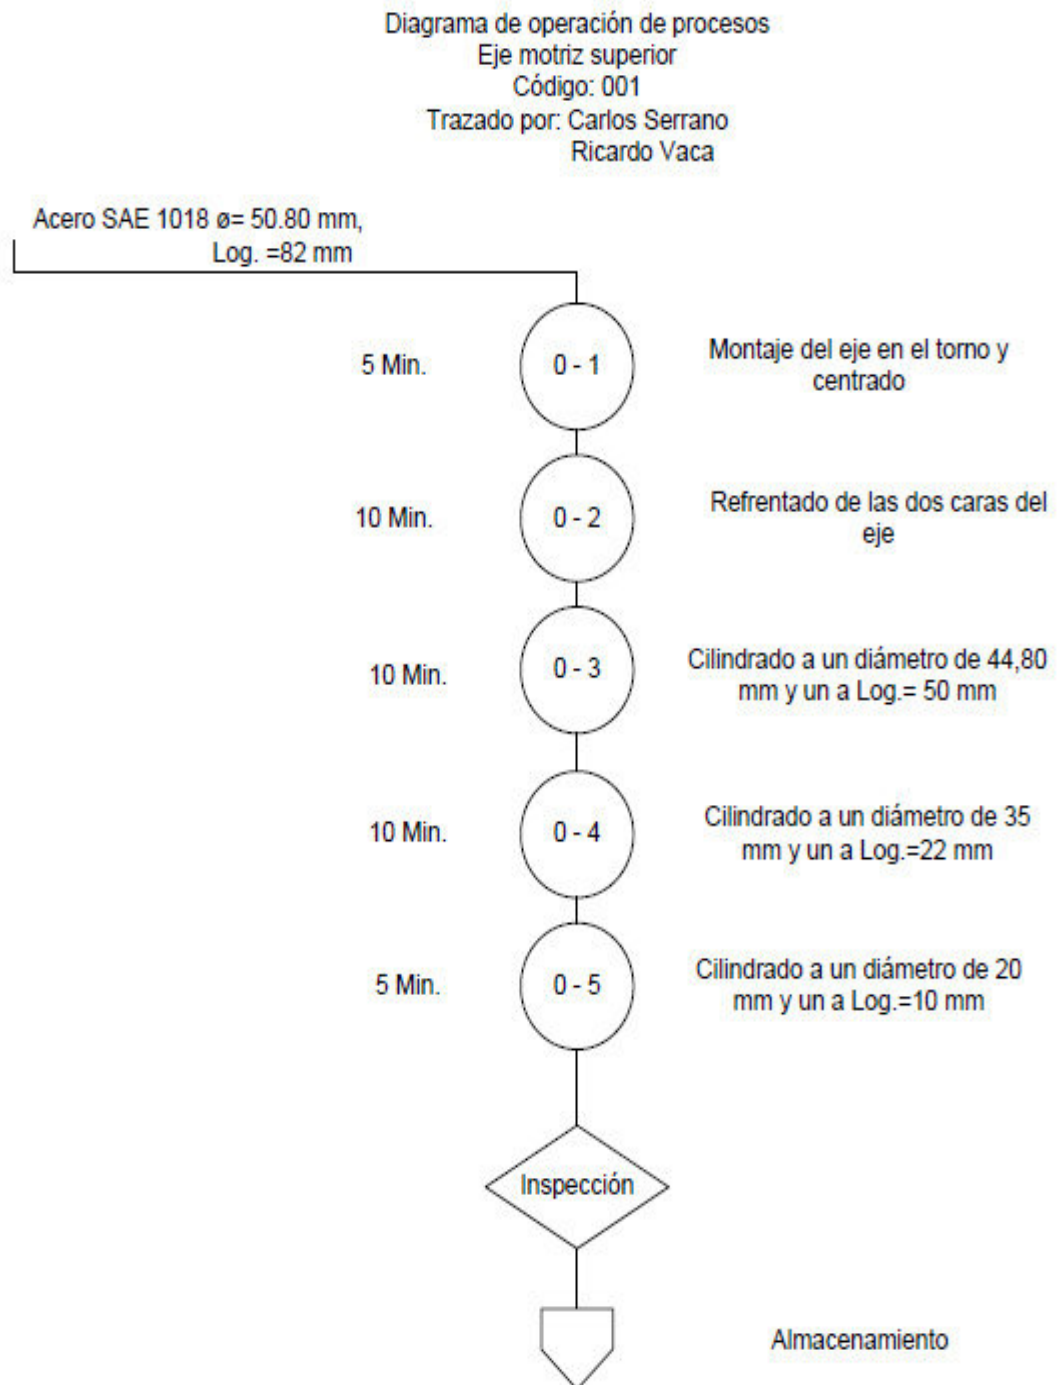 Diagrama de operación de procesos
Eje motriz superior
Código: 001
Trazado por: Carlos Serrano
Ricardo Vaca
Acero SAE 1018 ø= 50.80 mm,
Log. =82 mm
5 Min.
0 - 1
Montaje del eje en el torno y
centrado
10 Min.
0 - 2
Refrentado de las dos caras del
eje
10 Min.
0 - 3
Cilindrado a un diámetro de 44,80
mm y un a Log.= 50 mm
10 Min.
0 - 4
Cilindrado a un diámetro de 35
mm y un a Log.=22 mm
5 Min.
0 - 5
Cilindrado a un diámetro de 20
mm y un a Log.=10 mm
Inspección
Almacenamiento